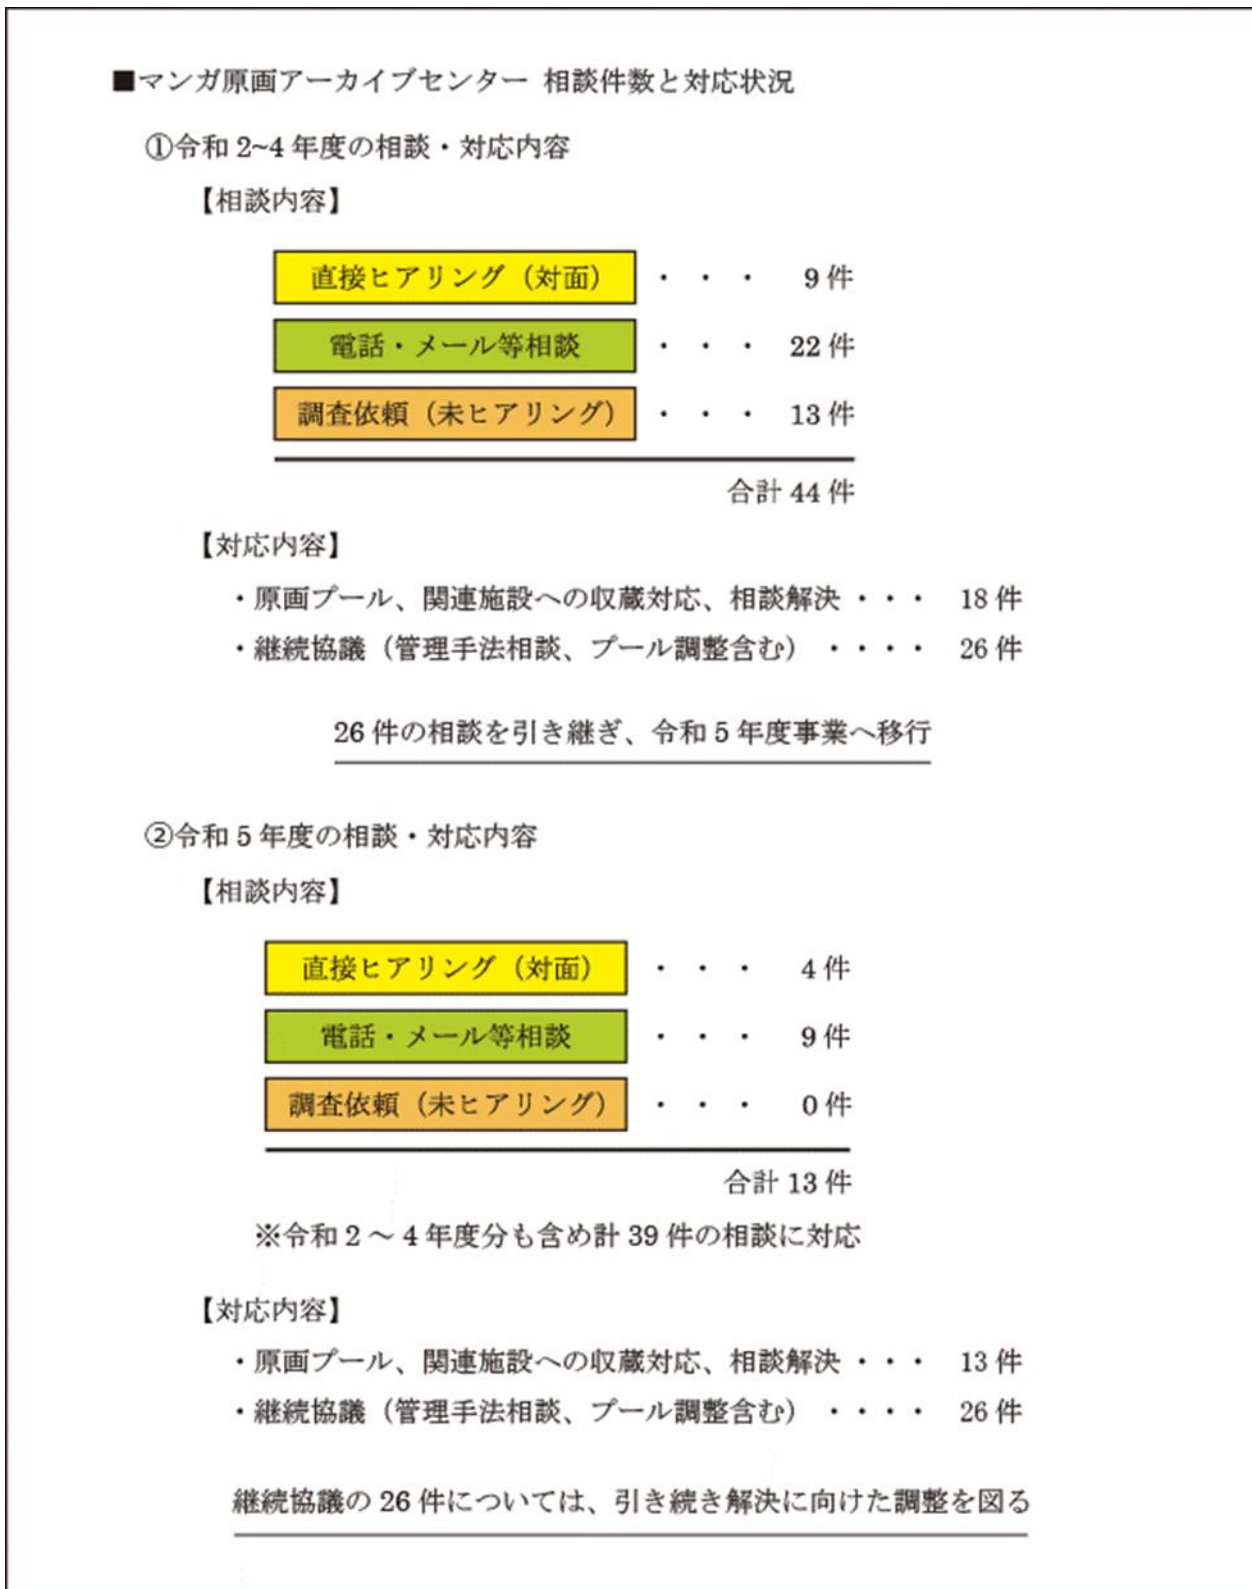 ■マンガ原画アーカイブセンター 相談件数と対応状況
①令和 2~4 年度の相談・対応内容
【相談内容】
直接ヒアリング（対面） ・ ・ ・ 9 件
電話・メール等相談 ・ ・ ・ 22 件
調査依頼（未ヒアリング） ・ ・ ・ 13 件
合計 44 件
【対応内容】
・原画プール、関連施設への収蔵対応、相談解決 ・・・ 18 件
・継続協議（管理手法相談、プール調整含む） ・・・・ 26 件
26 件の相談を引き継ぎ、令和 5 年度事業へ移行
②令和 5 年度の相談・対応内容
【相談内容】
直接ヒアリング（対面） ・ ・ ・ 4 件
電話・メール等相談 ・ ・ ・ 9 件
調査依頼（未ヒアリング） ・ ・ ・ 0 件
合計 13 件
※令和 2 ～ 4 年度分も含め計 39 件の相談に対応
【対応内容】
・原画プール、関連施設への収蔵対応、相談解決 ・・・ 13 件
・継続協議（管理手法相談、プール調整含む） ・・・・ 26 件
継続協議の 26 件については、引き続き解決に向けた調整を図る